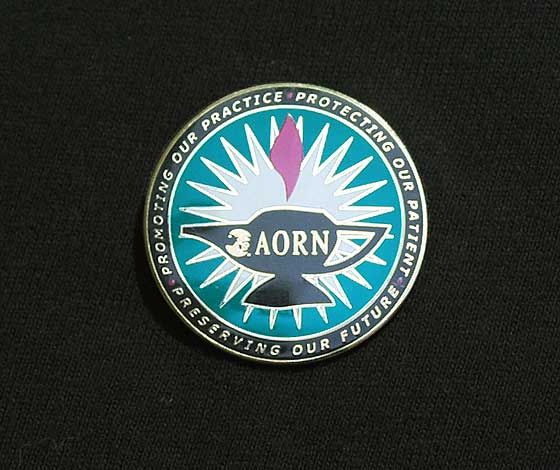 PROMOTING OUR PRACTICE • PROTECTING OUR PATIENT •
PRESERVING OUR FUTURE •
AORN